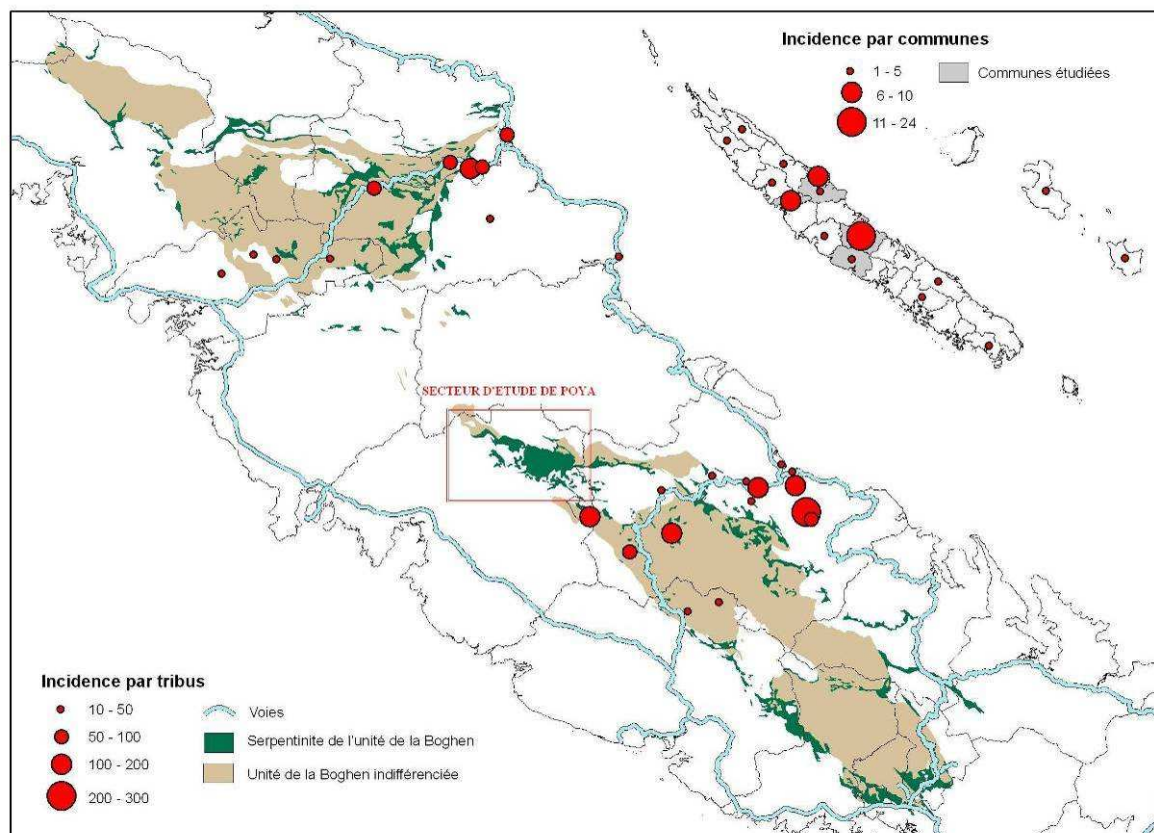 Incidence par communes
1 - 5
6 - 10
11 - 24
Communes étudiées
SECTEUR D'ETUDE DE POYA
Incidence par tribus
10 - 50
50 - 100
100 - 200
200 - 300
Voies
Serpentinite de l'unité de la Boghen
Unité de la Boghen indifférenciée